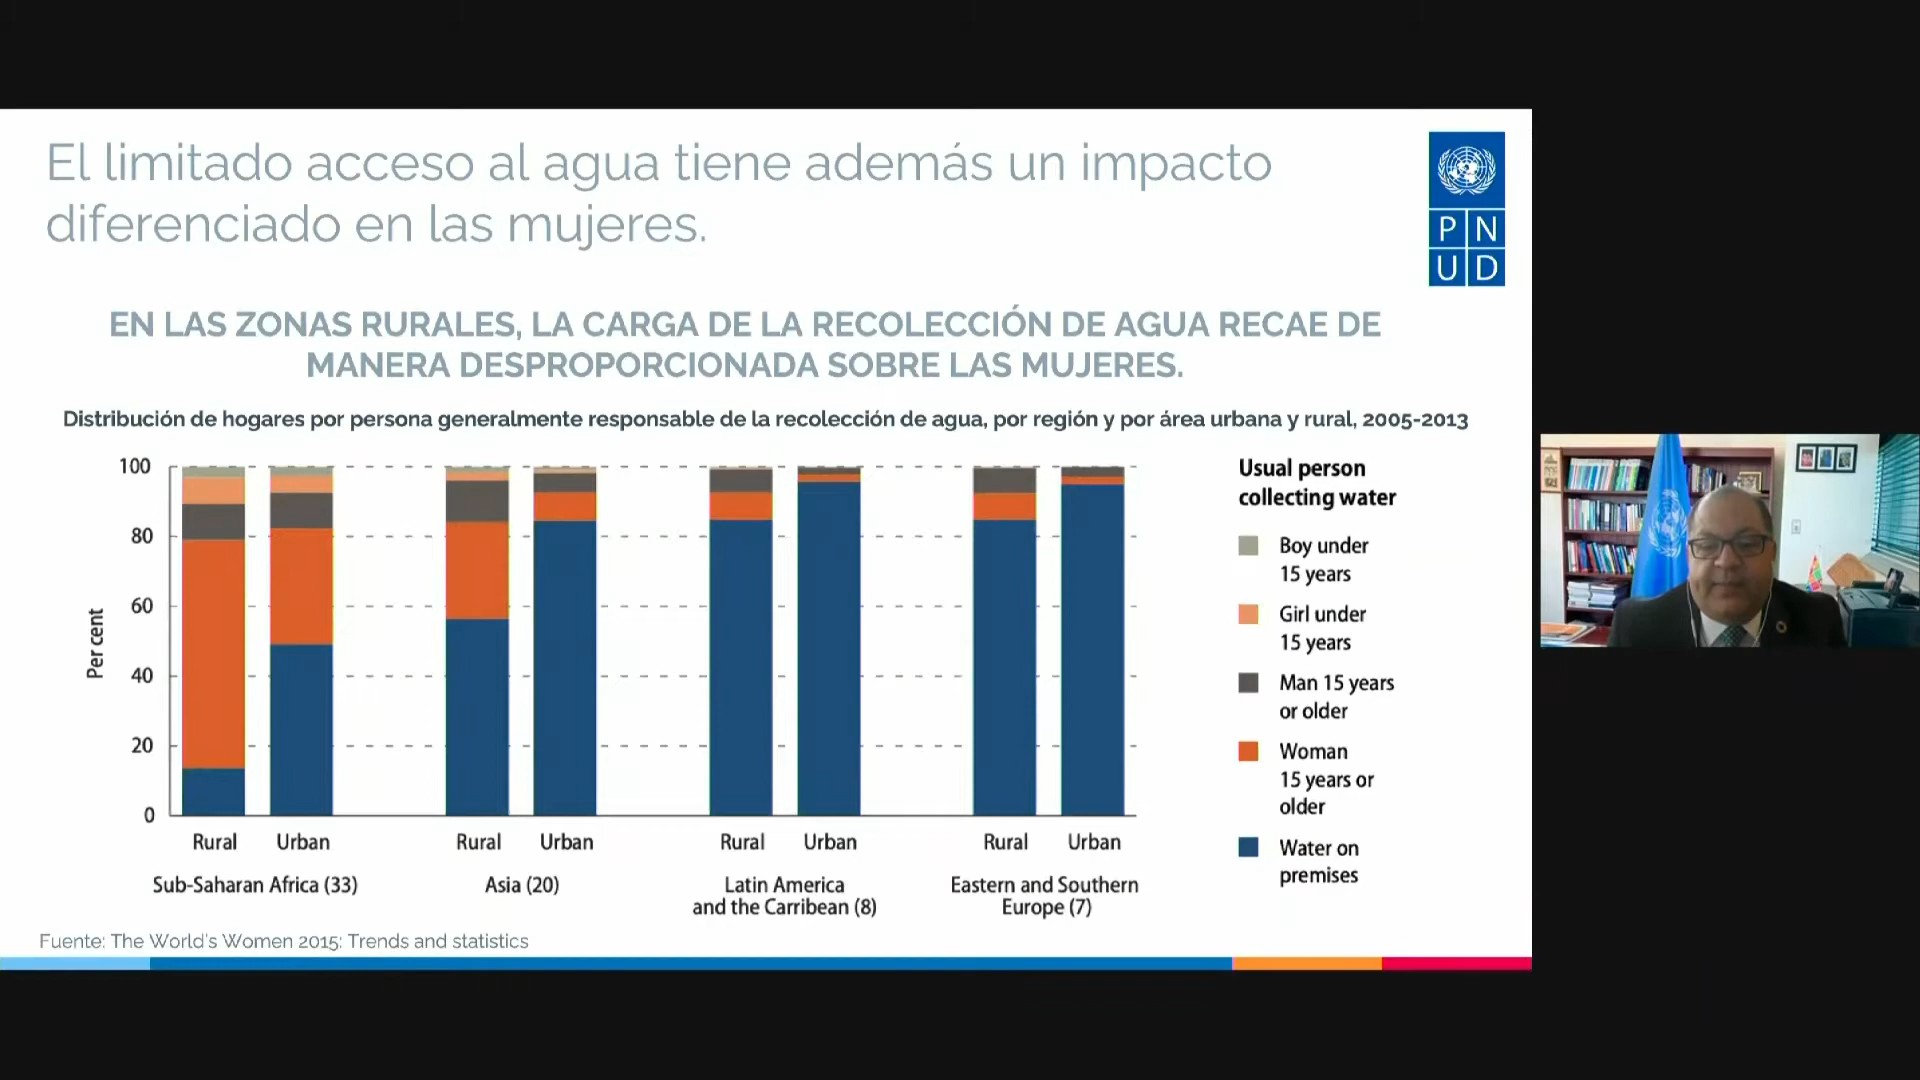 El limitado acceso al agua tiene además un impacto
diferenciado en las mujeres.
P N
U D
EN LAS ZONAS RURALES, LA CARGA DE LA RECOLECCIÓN DE AGUA RECAE DE
MANERA DESPROPORCIONADA SOBRE LAS MUJERES.
Distribución de hogares por persona generalmente responsable de la recolección de agua, por región y por área urbana y rural, 2005-2013
Per cent
100
80
60
40
20
0
Rural Urban Rural Urban Rural Urban Rural Urban
Sub-Saharan Africa (33)
Asia (20)
Latin America
and the Carribean (8)
Eastern and Southern
Europe (7)
Usual person
collecting water
Boy under
15 years
Girl under
15 years
Man 15 years
or older
Woman
15 years or
older
Water on
premises
Fuente: The World's Women 2015: Trends and statistics